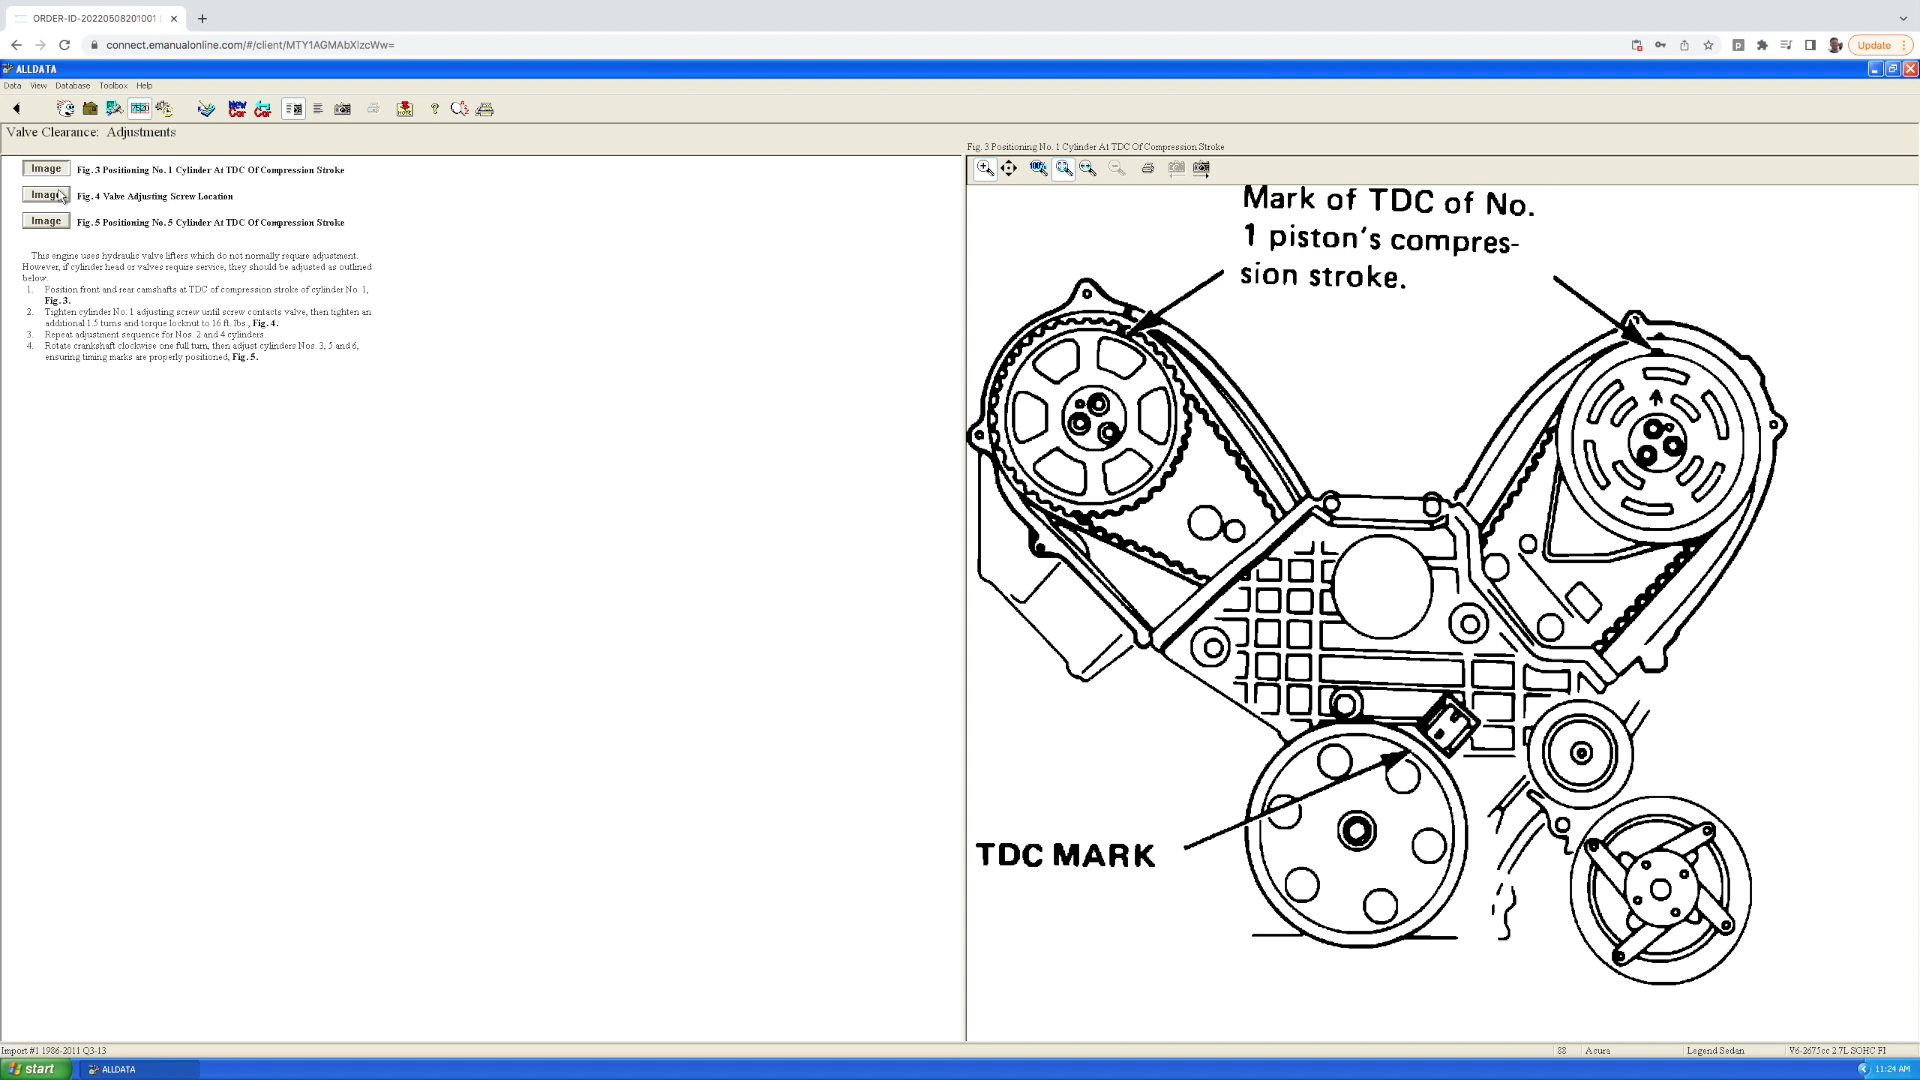 ORDER-ID-20220508201001
connect.emanualonline.com/#/client/MTY1AGMAbXlzcWw=
Update
ALLDATA
Data View Database Toolbox Help
New Car
Valve Clearance: Adjustments
Image Fig. 3 Positioning No. 1 Cylinder At TDC Of Compression Stroke
Image Fig. 4 Valve Adjusting Screw Location
Image Fig. 5 Positioning No. 5 Cylinder At TDC Of Compression Stroke
This engine uses hydraulic valve lifters which do not normally require adjustment.
However, if cylinder head or valves require service, they should be adjusted as outlined
below.
1. Position front and rear camshafts at TDC of compression stroke of cylinder No. 1,
Fig. 3.
2. Tighten cylinder No. 1 adjusting screw until screw contacts valve, then tighten an
additional 1.5 turns and torque locknut to 16 ft. lbs., Fig. 4.
3. Repeat adjustment sequence for Nos. 2 and 4 cylinders.
4. Rotate crankshaft clockwise one full turn, then adjust cylinders Nos. 3, 5 and 6,
ensuring timing marks are properly positioned, Fig. 5.
Fig. 3 Positioning No. 1 Cylinder At TDC Of Compression Stroke
100%
Mark of TDC of No.
1 piston's compres-
sion stroke.
TDC MARK
Import #1 1986-2011 Q3-13
88 Acura Legend Sedan V6-2675cc 2.7L SOHC FI
start ALLDATA 11:24 AM